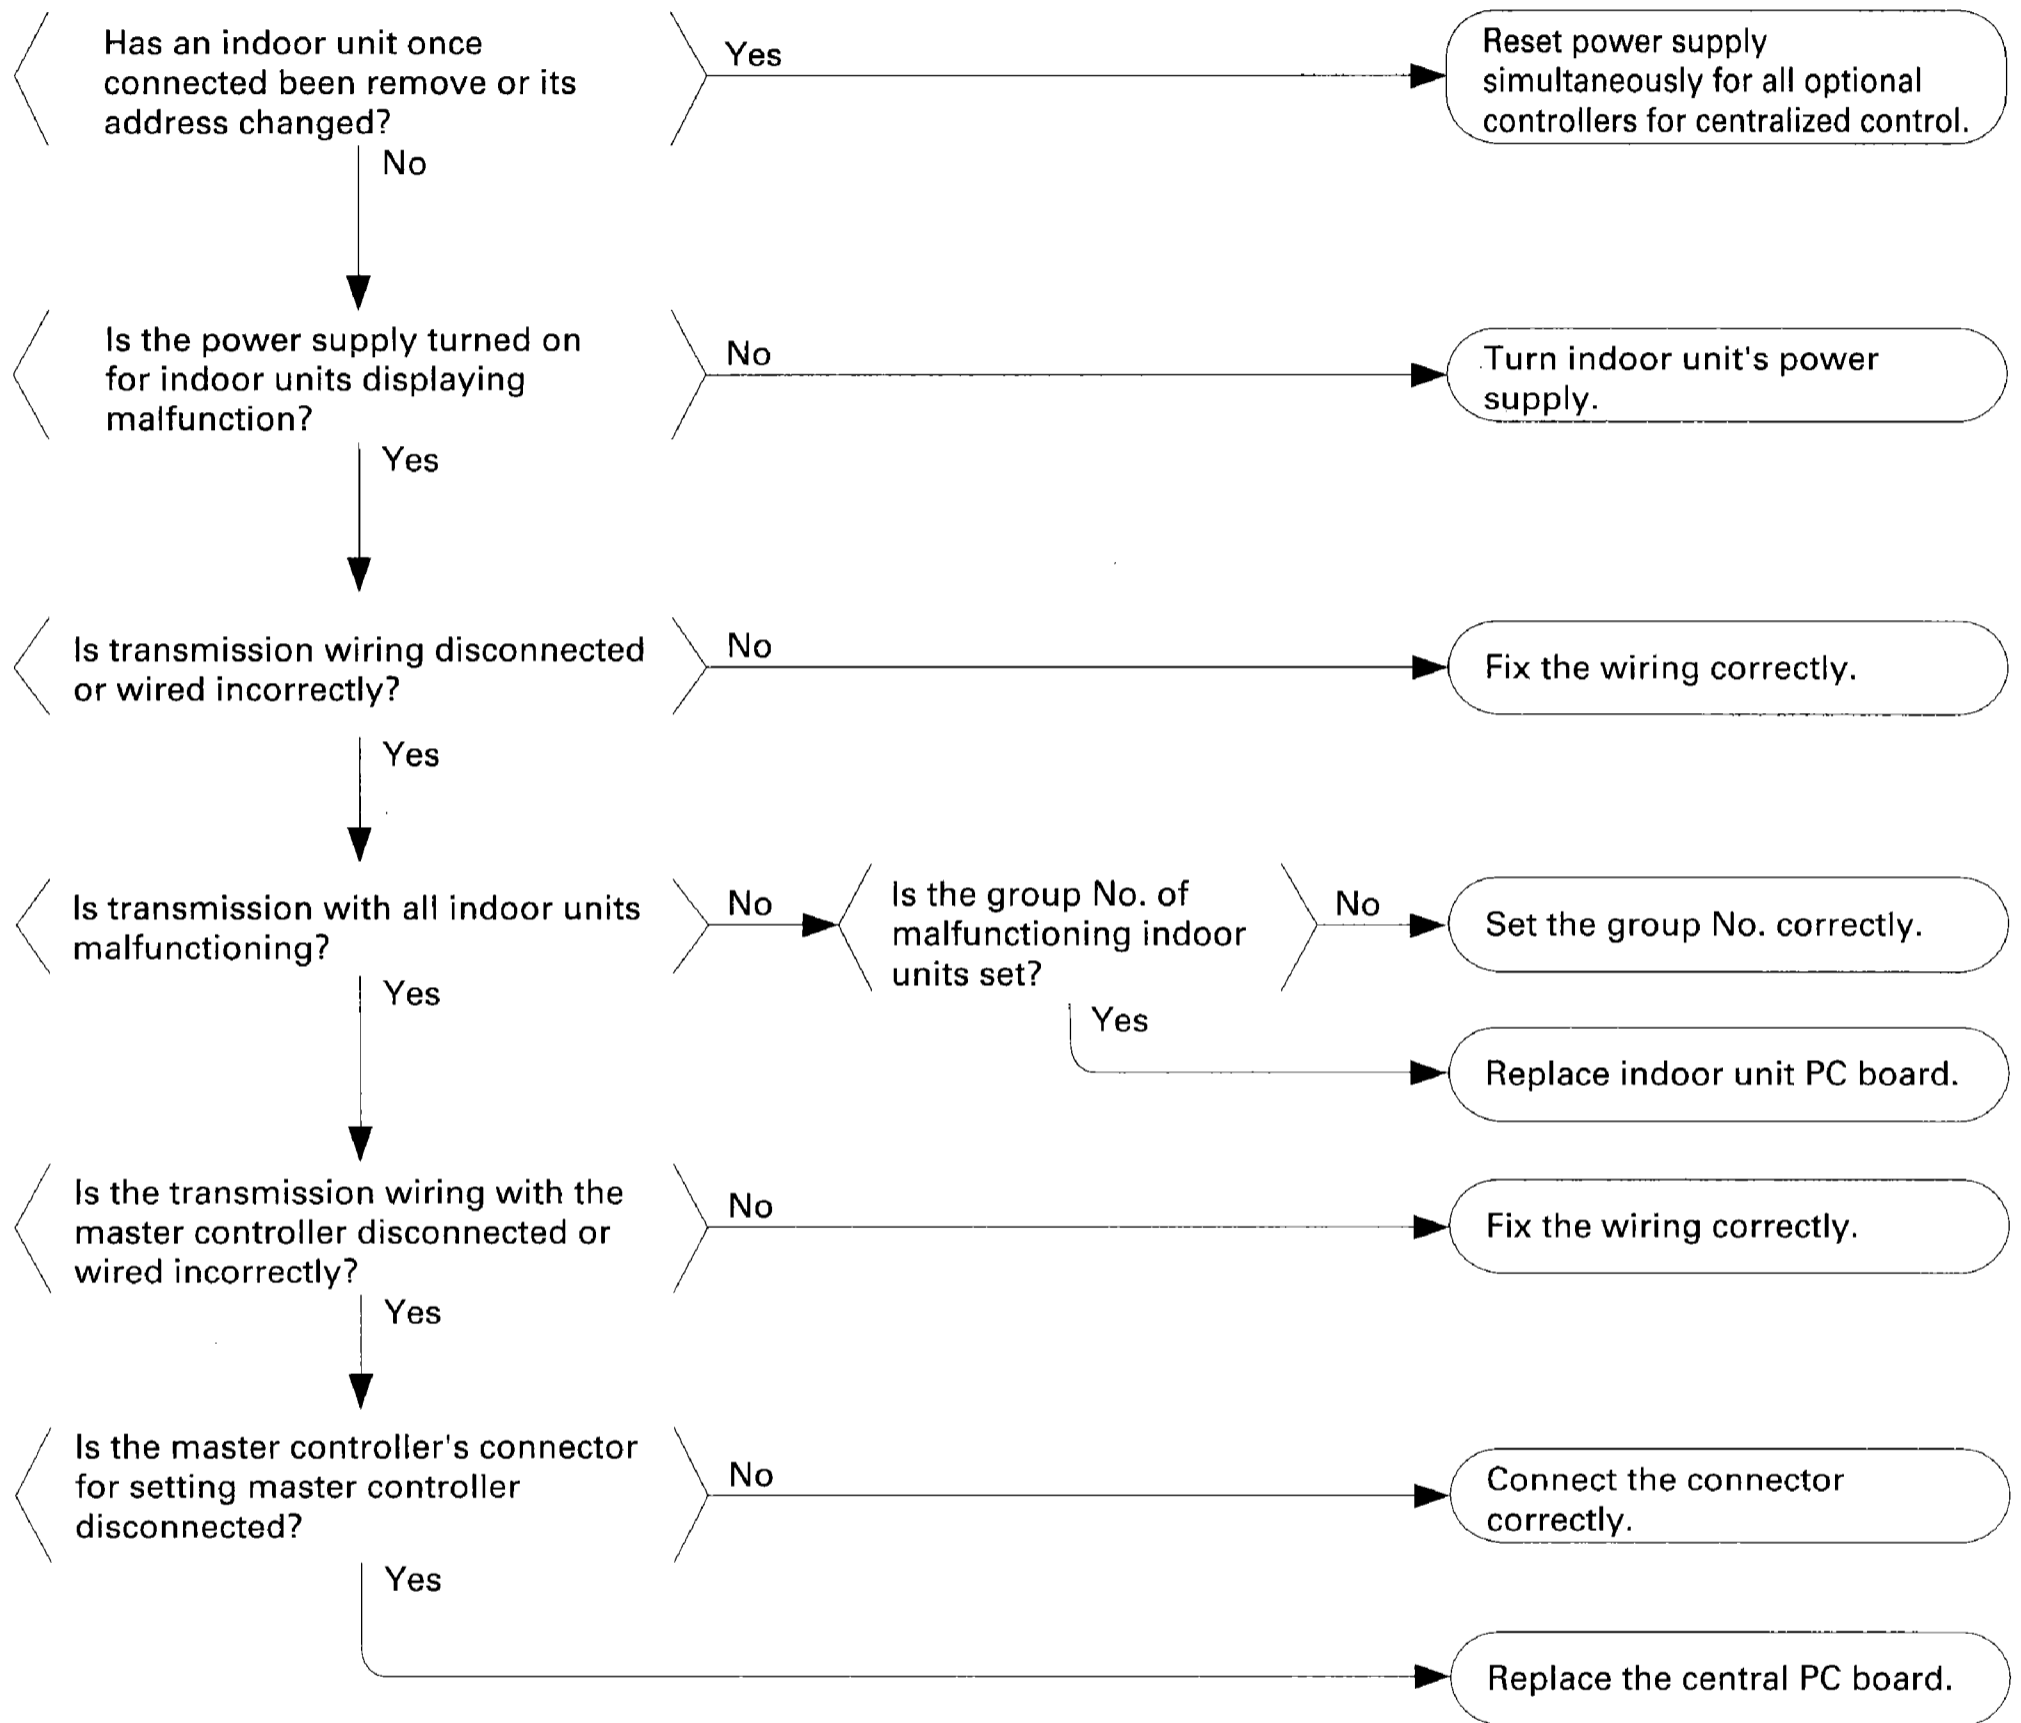 Has an indoor unit once
connected been remove or its
address changed?
Yes
Reset power supply
simultaneously for all optional
controllers for centralized control.
No
Is the power supply turned on
for indoor units displaying
malfunction?
No
Turn indoor unit's power
supply.
Yes
Is transmission wiring disconnected
or wired incorrectly?
No
Fix the wiring correctly.
Yes
Is transmission with all indoor units
malfunctioning?
No
Is the group No. of
malfunctioning indoor
units set?
No
Set the group No. correctly.
Yes
Yes
Replace indoor unit PC board.
Is the transmission wiring with the
master controller disconnected or
wired incorrectly?
No
Fix the wiring correctly.
Yes
Is the master controller's connector
for setting master controller
disconnected?
No
Connect the connector
correctly.
Yes
Replace the central PC board.